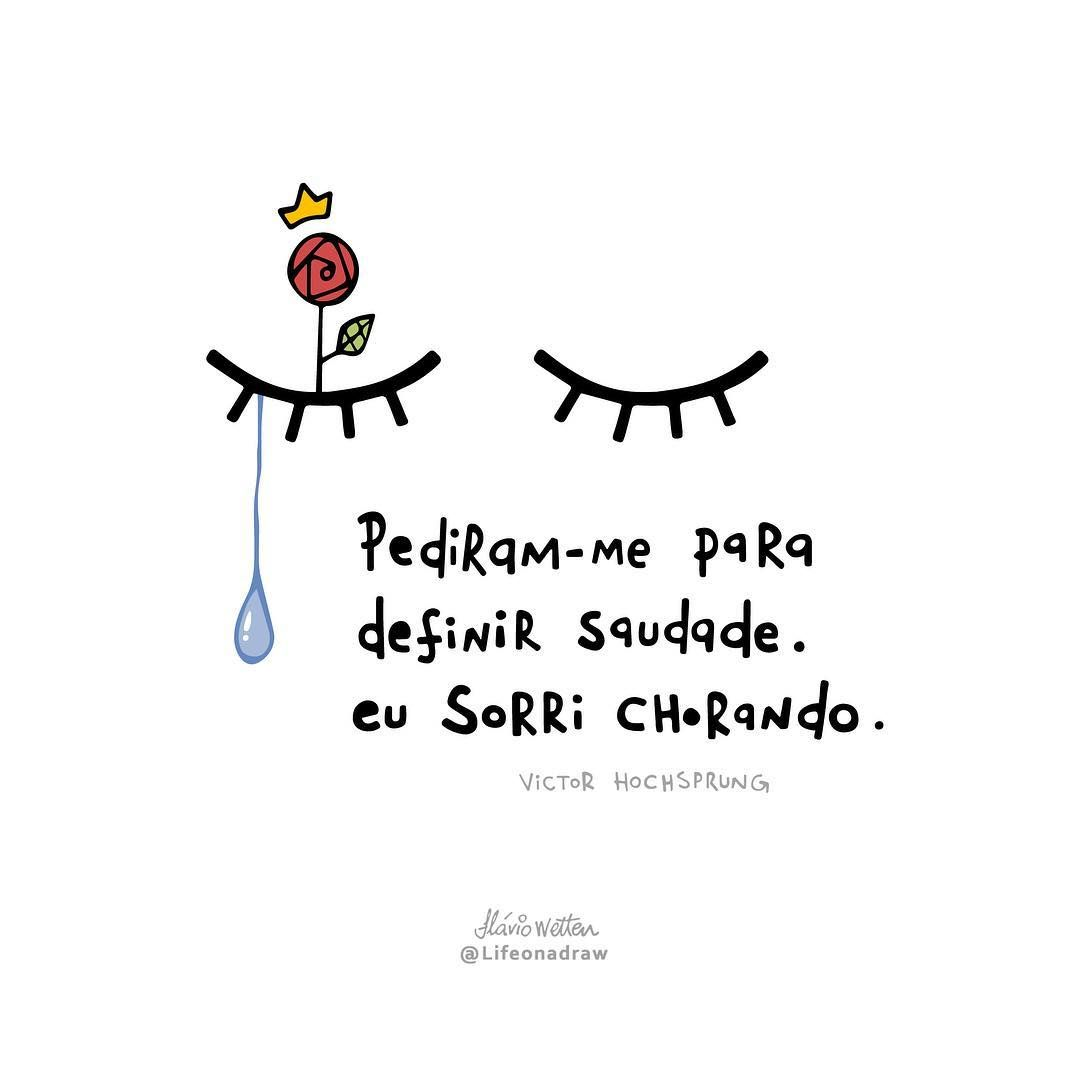 Pediram-me para
definir saudade.
eu sorri chorando.
VICTOR HOCHSPRUNG
flávio wetten
@Lifeonadraw